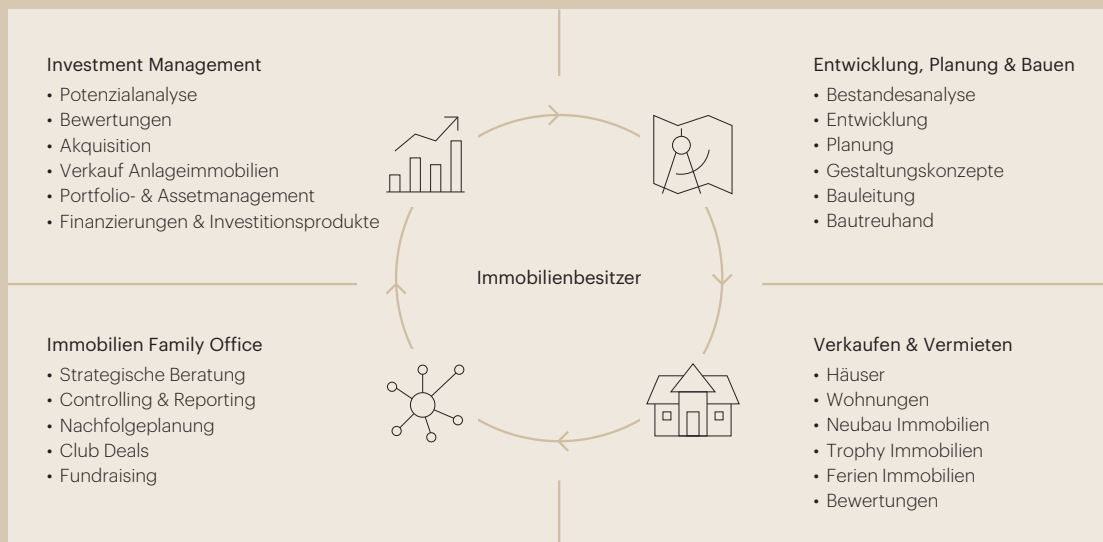 Investment Management
• Potenzialanalyse
• Bewertungen
• Akquisition
• Verkauf Anlageimmobilien
• Portfolio- & Assetmanagement
• Finanzierungen & Investitionsprodukte
Entwicklung, Planung & Bauen
• Bestandesanalyse
• Entwicklung
• Planung
• Gestaltungskonzepte
• Bauleitung
• Bautreuhand
Immobilienbesitzer
Immobilien Family Office
• Strategische Beratung
• Controlling & Reporting
• Nachfolgeplanung
• Club Deals
• Fundraising
Verkaufen & Vermieten
• Häuser
• Wohnungen
• Neubau Immobilien
• Trophy Immobilien
• Ferien Immobilien
• Bewertungen